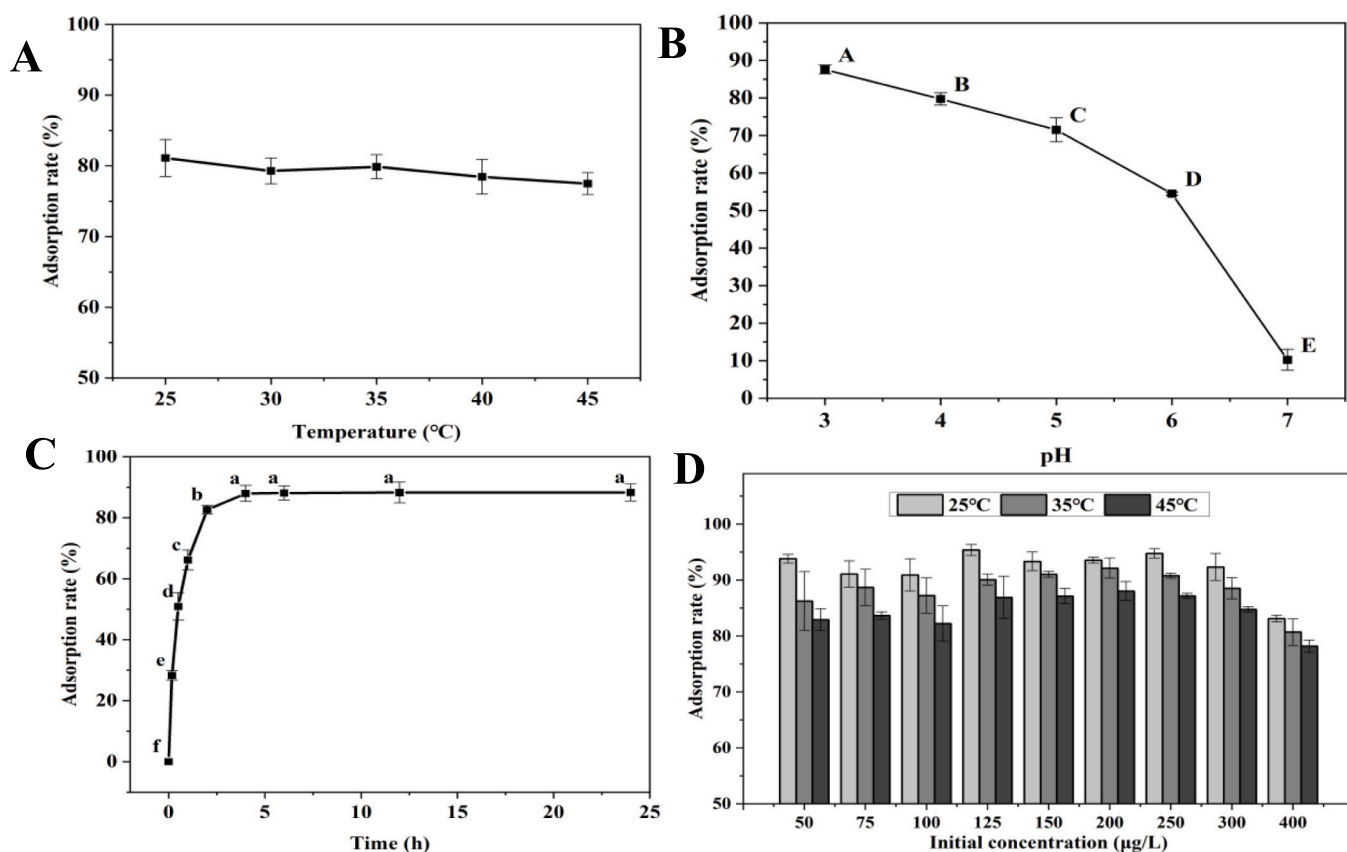 A
100
90
80
70
60
50
Adsorption rate (%)
25 30 35 40 45
Temperature (℃)
B
100
90
80
70
60
50
40
30
20
10
0
Adsorption rate (%)
A
B
C
D
E
3 4 5 6 7
pH
C
100
80
60
40
20
0
Adsorption rate (%)
f
e
d
c
b
a a a a
0 5 10 15 20 25
Time (h)
D
25℃ 35℃ 45℃
100
90
80
70
60
50
Adsorption rate (%)
50 75 100 125 150 200 250 300 400
Initial concentration (μg/L)